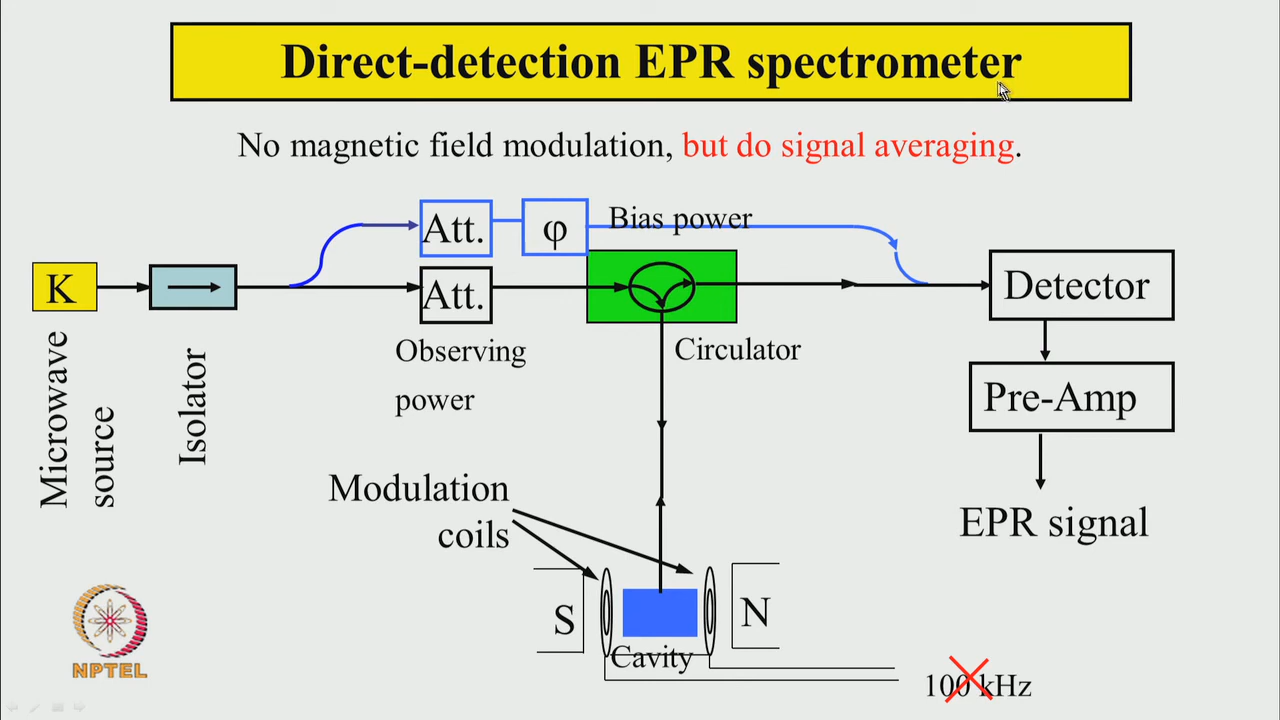 Direct-detection EPR spectrometer
No magnetic field modulation, but do signal averaging.
Att.
φ
Bias power
K
Att.
Detector
Microwave
source
Isolator
Observing
power
Circulator
Pre-Amp
Modulation
coils
EPR signal
S
N
Cavity
100 kHz
NPTEL